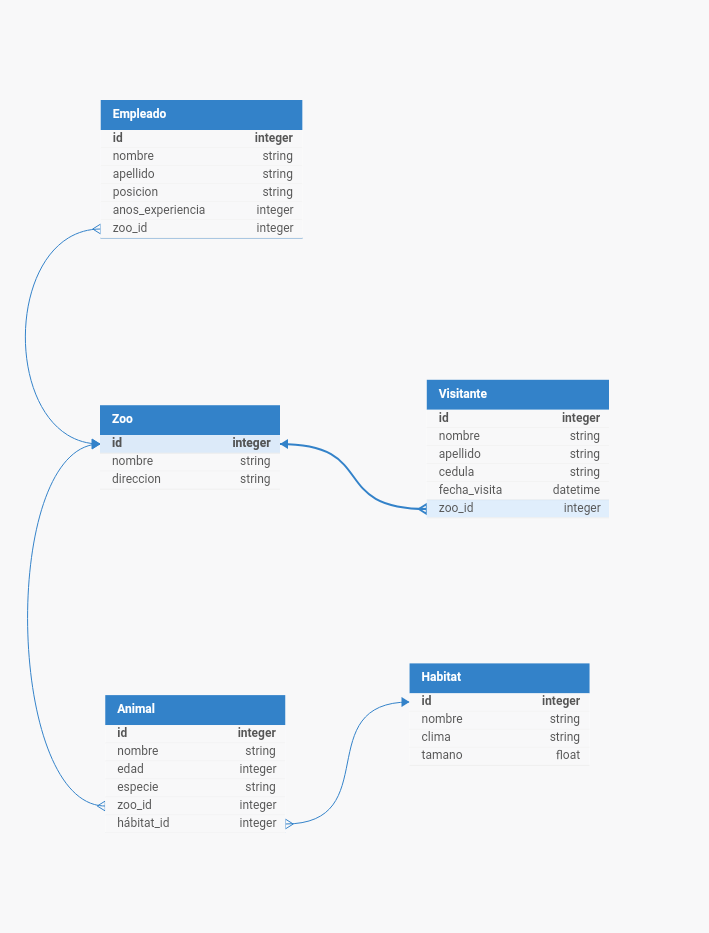 Empleado
id integer
nombre string
apellido string
posicion string
anos_experiencia integer
zoo_id integer
Zoo
id integer
nombre string
direccion string
Visitante
id integer
nombre string
apellido string
cedula string
fecha_visita datetime
zoo_id integer
Animal
id integer
nombre string
edad integer
especie string
zoo_id integer
hábitat_id integer
Habitat
id integer
nombre string
clima string
tamano float